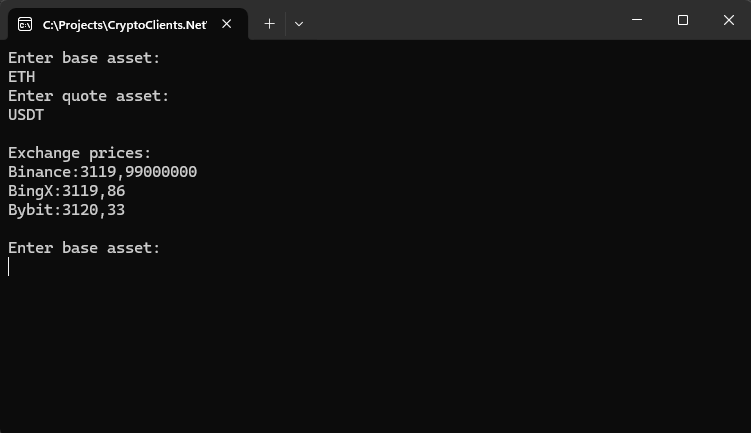 C:\Projects\CryptoClients.Net\
Enter base asset:
ETH
Enter quote asset:
USDT
Exchange prices:
Binance:3119,99000000
BingX:3119,86
Bybit:3120,33
Enter base asset: